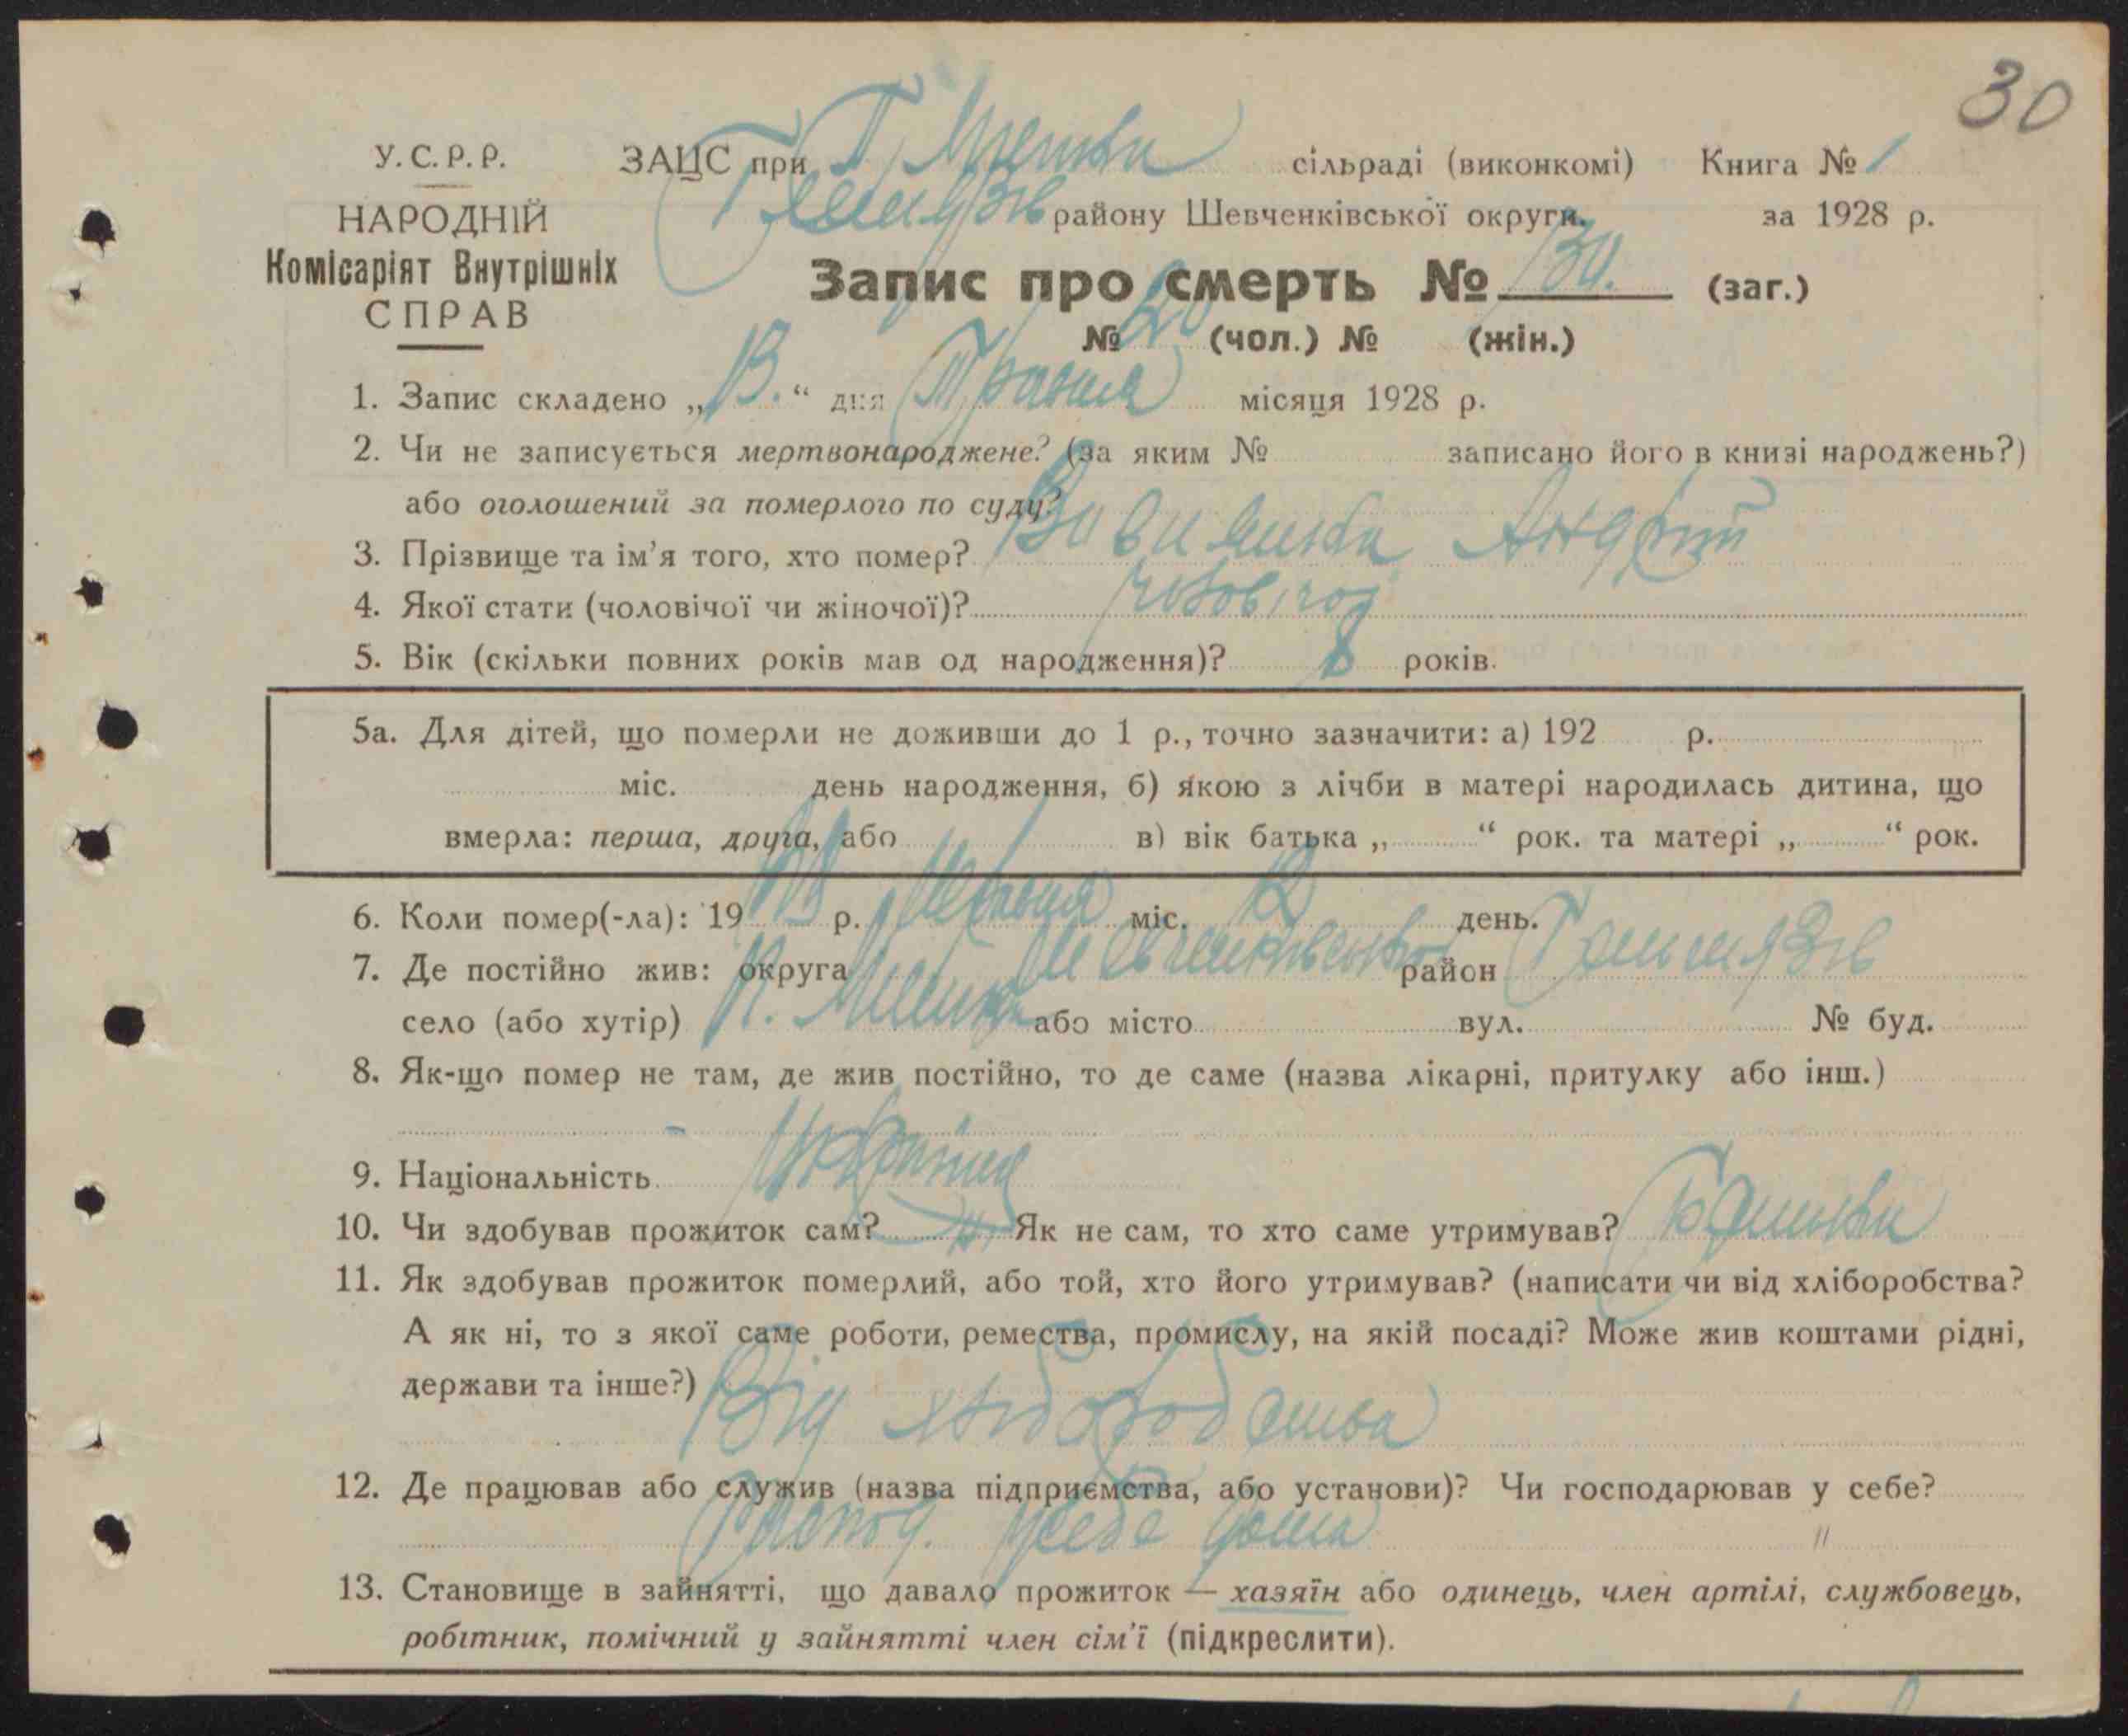 30
У.С.Р.Р. ЗАЦС при сільраді (виконкомі) Книга № 1
НАРОДНІЙ району Шевченківської округи. за 1928 р.
Комісаріят Внутрішніх
СПРАВ
Запис про смерть № 30. (заг.)
№ 20 (чол.) № (жін.)
1. Запис складено „13.“ дня Травня місяця 1928 р.
2. Чи не записується мертвонароджене? (за яким № записано його в книзі народжень?)
або оголошений за померлого по суду?
3. Прізвище та ім’я того, хто помер? Андрій
4. Якої стати (чоловічої чи жіночої)? чоловічої
5. Вік (скільки повних років мав од народження)? 8 років.
5а. Для дітей, що померли не доживши до 1 р., точно зазначити: а) 192 р.
міс. день народження, б) якою з лічби в матері народилась дитина, що
вмерла: перша, друга, або в) вік батька „ “ рок. та матері „ “ рок.
6. Коли помер(-ла): 19 р. міс. 12 день.
7. Де постійно жив: округа Шевченківської район
село (або хутір) або місто вул. № буд.
8. Як-що помер не там, де жив постійно, то де саме (назва лікарні, притулку або інш.)
-
9. Національність
10. Чи здобував прожиток сам? Як не сам, то хто саме утримував? Батьки
11. Як здобував прожиток померлий, або той, хто його утримував? (написати чи від хліборобства?
А як ні, то з якої саме роботи, ремества, промислу, на якій посаді? Може жив коштами рідні,
держави та інше?)
Від хліборобства
12. Де працював або служив (назва підприємства, або установи)? Чи господарював у себе?
у себе дома "
13. Становище в зайнятті, що давало прожиток — хазяїн або одинець, член артілі, службовець,
робітник, помічний у зайнятті член сім’ї (підкреслити).